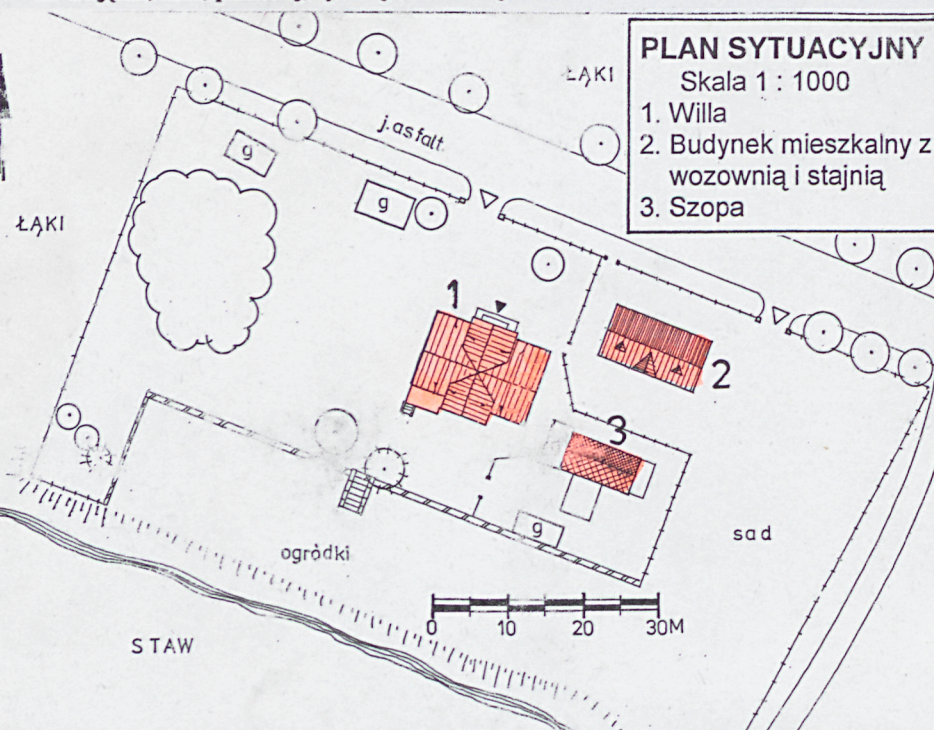 PLAN SYTUACYJNY
Skala 1 : 1000
1. Willa
2. Budynek mieszkalny z
wozownią i stajnią
3. Szopa
ŁĄKI
j. asfalt.
g
g
ŁĄKI
1
2
3
g
sad
ogródki
0 10 20 30M
STAW